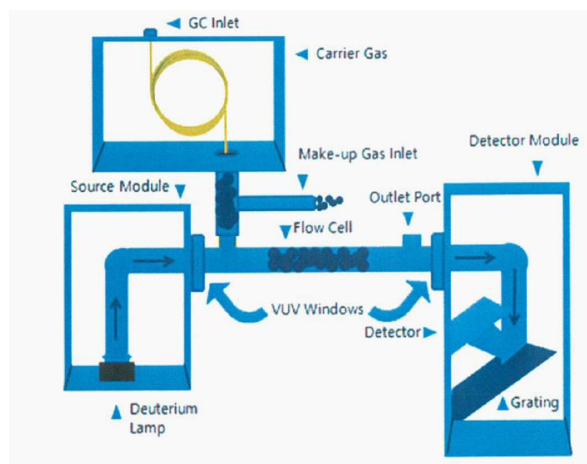 GC Inlet
Carrier Gas
Make-up Gas Inlet
Detector Module
Source Module
Outlet Port
Flow Cell
VUV Windows
Detector
Deuterium
Lamp
Grating